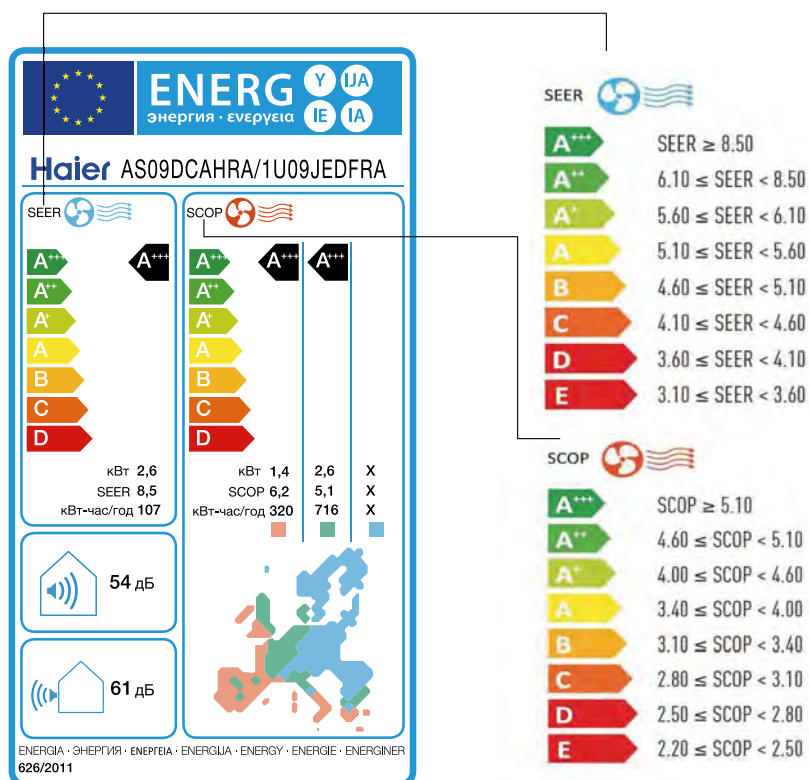 ENERG
енергия · ενεργεια
Y IJA
IE IA
Haier AS09DCAHRA/1U09JEDFRA
SEER
A+++
A+++
A++
A+
A
B
C
D
кВт 2,6
SEER 8,5
кВт-час/год 107
SCOP
A+++
A+++
A+++
A++
A+
A
B
C
D
кВт 1,4 2,6 X
SCOP 6,2 5,1 X
кВт-час/год 320 716 X
54 дБ
61 дБ
ENERGIA · ЭНЕРГИЯ · ΕΝΕΡΓΕΙΑ · ENERGIJA · ENERGY · ENERGIE · ENERGINER
626/2011
SEER
A+++ SEER ≥ 8.50
A++ 6.10 ≤ SEER < 8.50
A+ 5.60 ≤ SEER < 6.10
A 5.10 ≤ SEER < 5.60
B 4.60 ≤ SEER < 5.10
C 4.10 ≤ SEER < 4.60
D 3.60 ≤ SEER < 4.10
E 3.10 ≤ SEER < 3.60
SCOP
A+++ SCOP ≥ 5.10
A++ 4.60 ≤ SCOP < 5.10
A+ 4.00 ≤ SCOP < 4.60
A 3.40 ≤ SCOP < 4.00
B 3.10 ≤ SCOP < 3.40
C 2.80 ≤ SCOP < 3.10
D 2.50 ≤ SCOP < 2.80
E 2.20 ≤ SCOP < 2.50